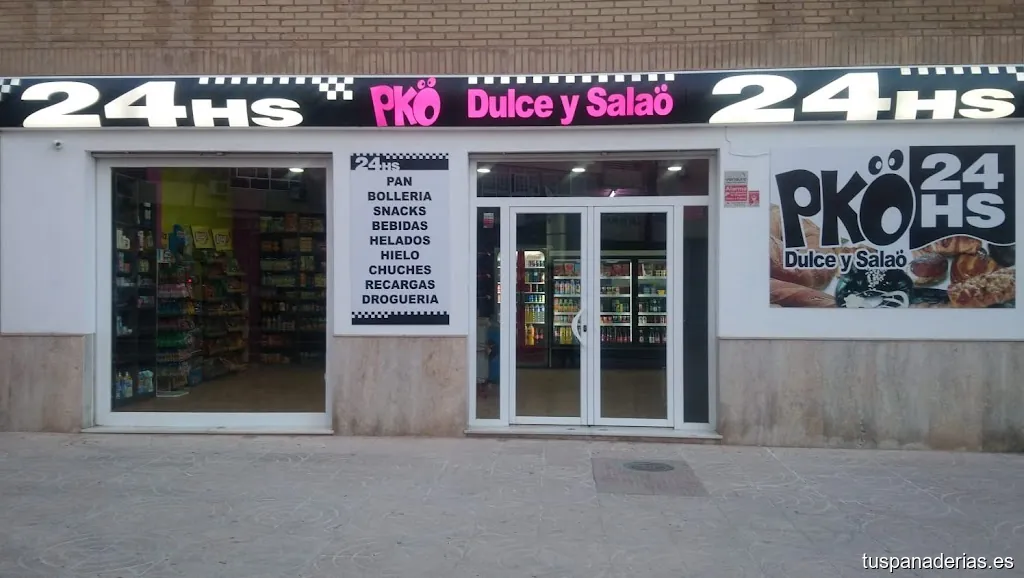 24HS PKÖ Dulce y Salaö 24HS
24HS
PAN
BOLLERIA
SNACKS
BEBIDAS
HELADOS
HIELO
CHUCHES
RECARGAS
DROGUERIA
PKÖ 24
HS
Dulce y Salaö
tuspanaderias.es